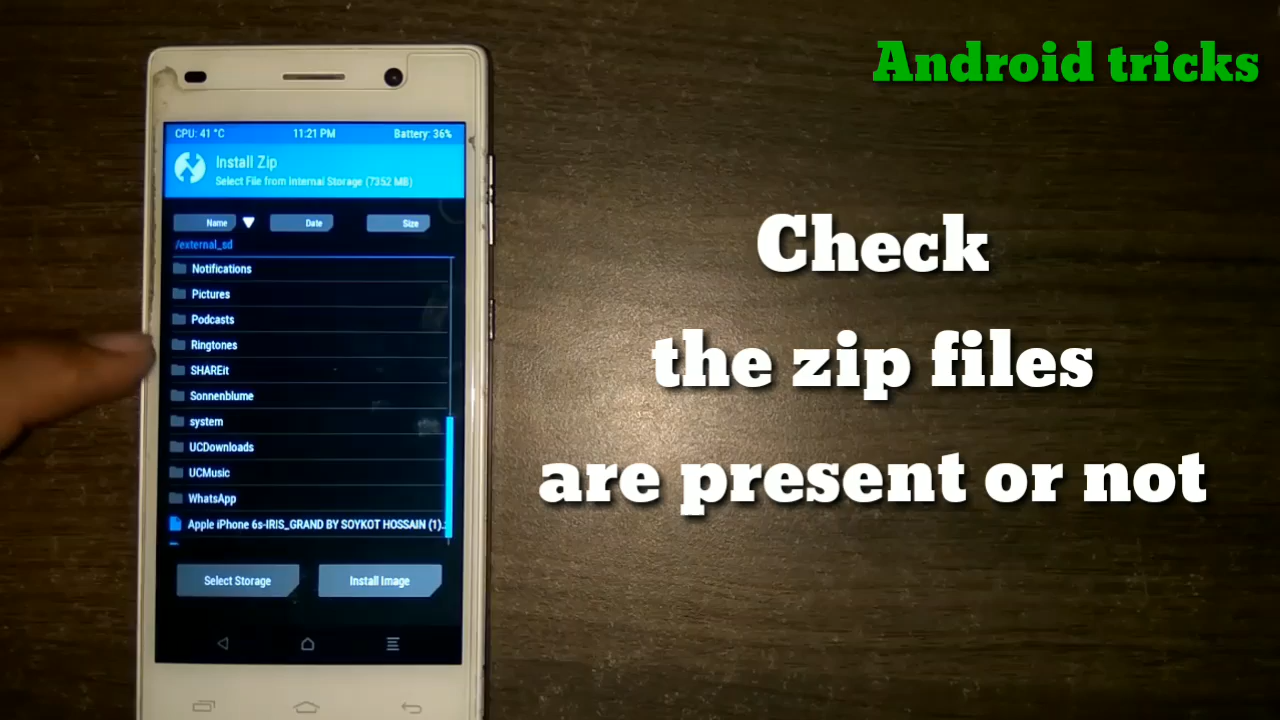 Android tricks
CPU: 41 °C 11:21 PM Battery: 36%
Install Zip
Select File from Internal Storage (7352 MB)
Name Date Size
/external_sd
Notifications
Pictures
Podcasts
Ringtones
SHAREit
Sonnenblume
system
UCDownloads
UCMusic
WhatsApp
Apple iPhone 6s-IRIS_GRAND BY SOYKOT HOSSAIN (1).
Select Storage Install Image
Check
the zip files
are present or not